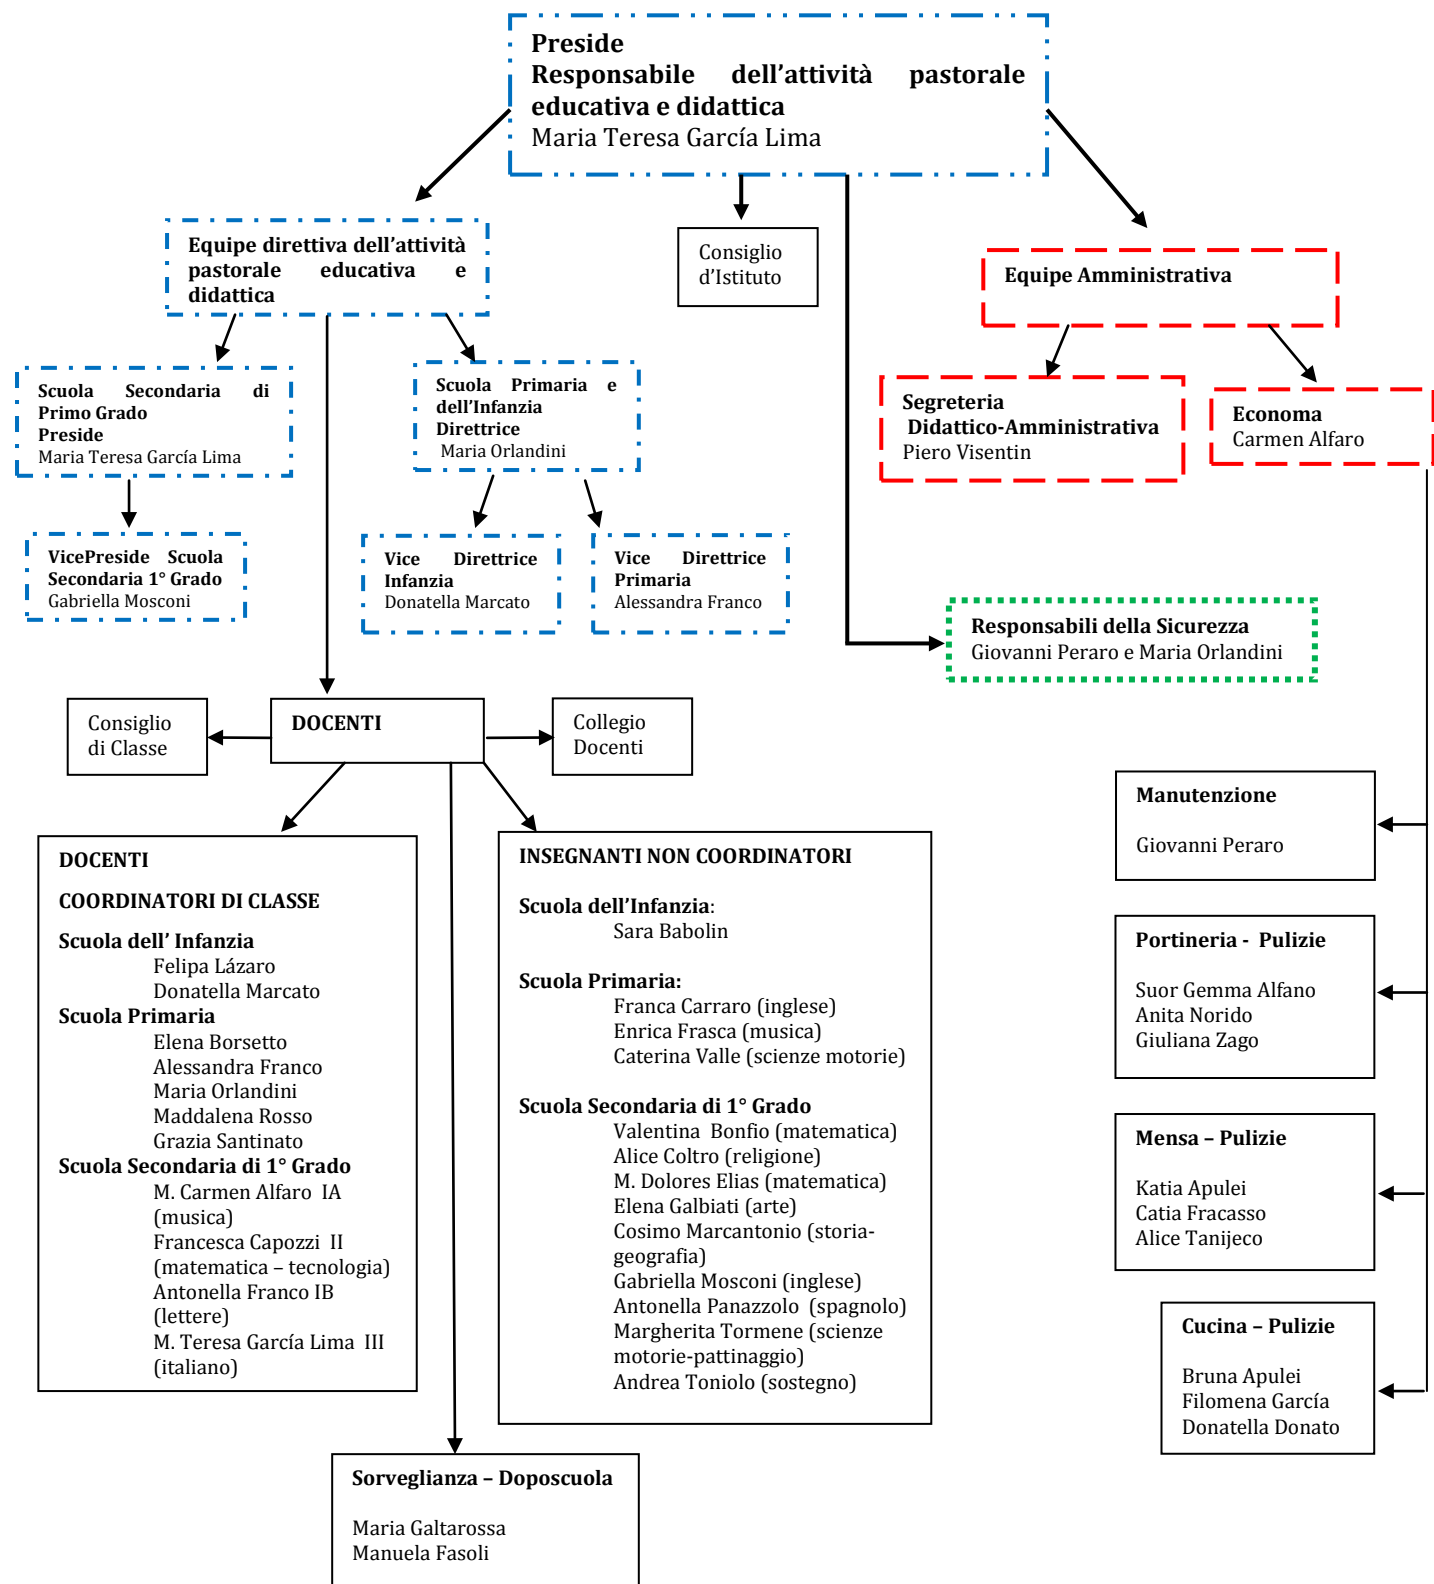 Preside
Responsabile dell'attività pastorale
educativa e didattica
Maria Teresa García Lima
Equipe direttiva dell'attività
pastorale educativa e
didattica
Consiglio
d'Istituto
Equipe Amministrativa
Scuola Secondaria di
Primo Grado
Preside
Maria Teresa García Lima
Scuola Primaria e
dell'Infanzia
Direttrice
Maria Orlandini
Segreteria
Didattico-Amministrativa
Piero Visentin
Economa
Carmen Alfaro
VicePreside Scuola
Secondaria 1° Grado
Gabriella Mosconi
Vice Direttrice
Infanzia
Donatella Marcato
Vice Direttrice
Primaria
Alessandra Franco
Responsabili della Sicurezza
Giovanni Peraro e Maria Orlandini
Consiglio
di Classe
DOCENTI
Collegio
Docenti
DOCENTI
COORDINATORI DI CLASSE
Scuola dell' Infanzia
Felipa Lázaro
Donatella Marcato
Scuola Primaria
Elena Borsetto
Alessandra Franco
Maria Orlandini
Maddalena Rosso
Grazia Santinato
Scuola Secondaria di 1° Grado
M. Carmen Alfaro IA
(musica)
Francesca Capozzi II
(matematica – tecnologia)
Antonella Franco IB
(lettere)
M. Teresa García Lima III
(italiano)
INSEGNANTI NON COORDINATORI
Scuola dell'Infanzia:
Sara Babolin
Scuola Primaria:
Franca Carraro (inglese)
Enrica Frasca (musica)
Caterina Valle (scienze motorie)
Scuola Secondaria di 1° Grado
Valentina Bonfio (matematica)
Alice Coltro (religione)
M. Dolores Elias (matematica)
Elena Galbiati (arte)
Cosimo Marcantonio (storia-
geografia)
Gabriella Mosconi (inglese)
Antonella Panazzolo (spagnolo)
Margherita Tormene (scienze
motorie-pattinaggio)
Andrea Toniolo (sostegno)
Manutenzione
Giovanni Peraro
Portineria - Pulizie
Suor Gemma Alfano
Anita Norido
Giuliana Zago
Mensa – Pulizie
Katia Apulei
Catia Fracasso
Alice Tanijeco
Cucina – Pulizie
Bruna Apulei
Filomena García
Donatella Donato
Sorveglianza – Doposcuola
Maria Galtarossa
Manuela Fasoli